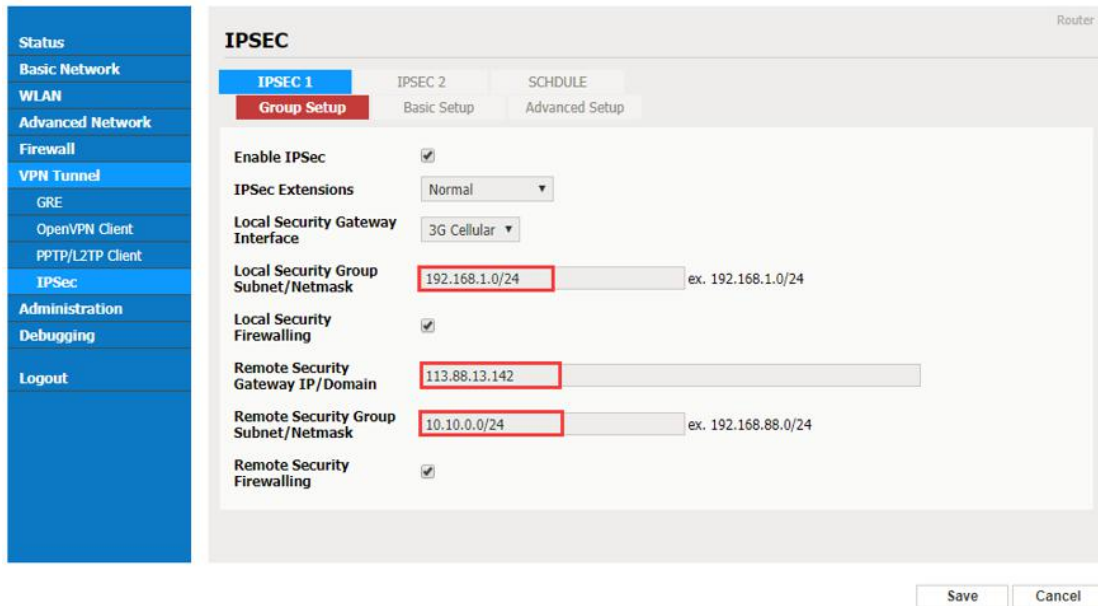 Router
Status
Basic Network
WLAN
Advanced Network
Firewall
VPN Tunnel
GRE
OpenVPN Client
PPTP/L2TP Client
IPSec
Administration
Debugging
Logout
IPSEC
IPSEC 1 IPSEC 2 SCHDULE
Group Setup Basic Setup Advanced Setup
Enable IPSec
IPSec Extensions Normal
Local Security Gateway
Interface 3G Cellular
Local Security Group
Subnet/Netmask 192.168.1.0/24 ex. 192.168.1.0/24
Local Security
Firewalling
Remote Security
Gateway IP/Domain 113.88.13.142
Remote Security Group
Subnet/Netmask 10.10.0.0/24 ex. 192.168.88.0/24
Remote Security
Firewalling
Save Cancel